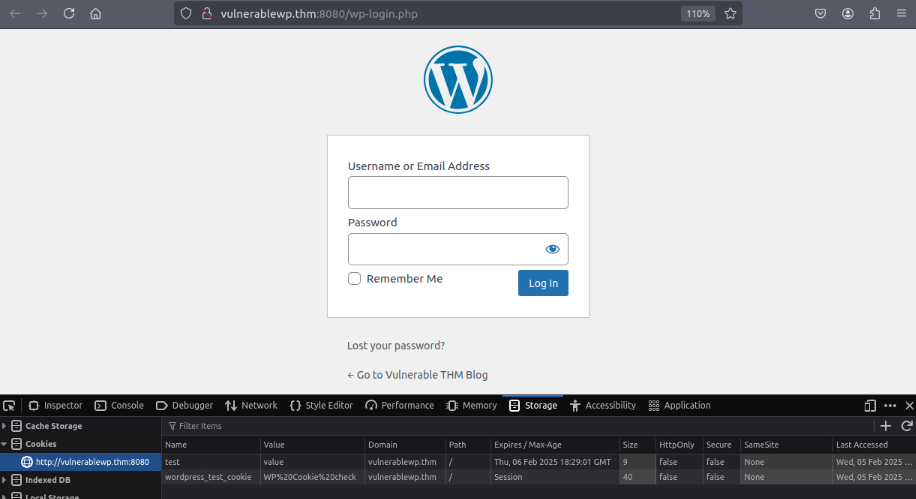 vulnerablewp.thm:8080/wp-login.php 110%
W
Username or Email Address
Password
Remember Me Log In
Lost your password?
← Go to Vulnerable THM Blog
Inspector Console Debugger Network Style Editor Performance Memory Storage Accessibility Application
Cache Storage Filter Items
Cookies Name Value Domain Path Expires / Max-Age Size HttpOnly Secure SameSite Last Accessed
http://vulnerablewp.thm:8080 test value vulnerablewp.thm / Thu, 06 Feb 2025 18:29:01 GMT 9 false false None Wed, 05 Feb 2025 ...
Indexed DB wordpress_test_cookie WP%20Cookie%20check vulnerablewp.thm / Session 40 false false None Wed, 05 Feb 2025 ...
Local Storage